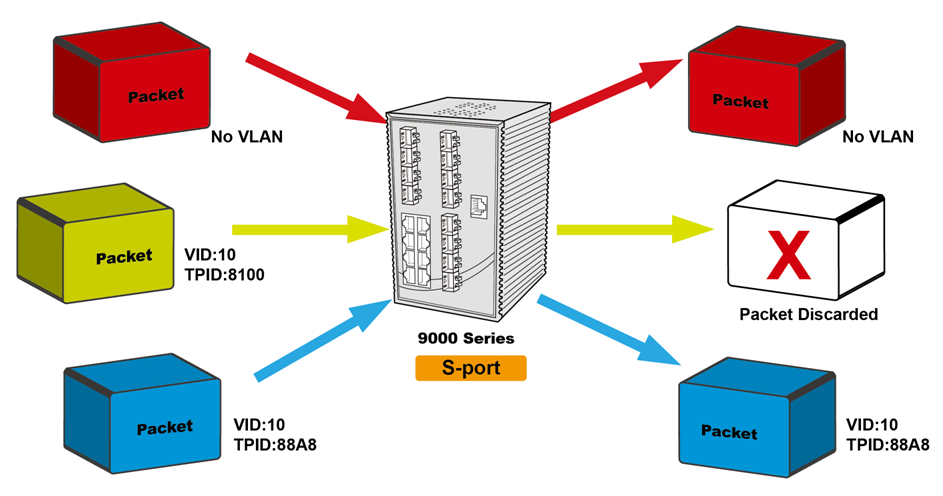 Packet
No VLAN
Packet
No VLAN
Packet
VID:10
TPID:8100
X
Packet Discarded
9000 Series
S-port
Packet
VID:10
TPID:88A8
Packet
VID:10
TPID:88A8